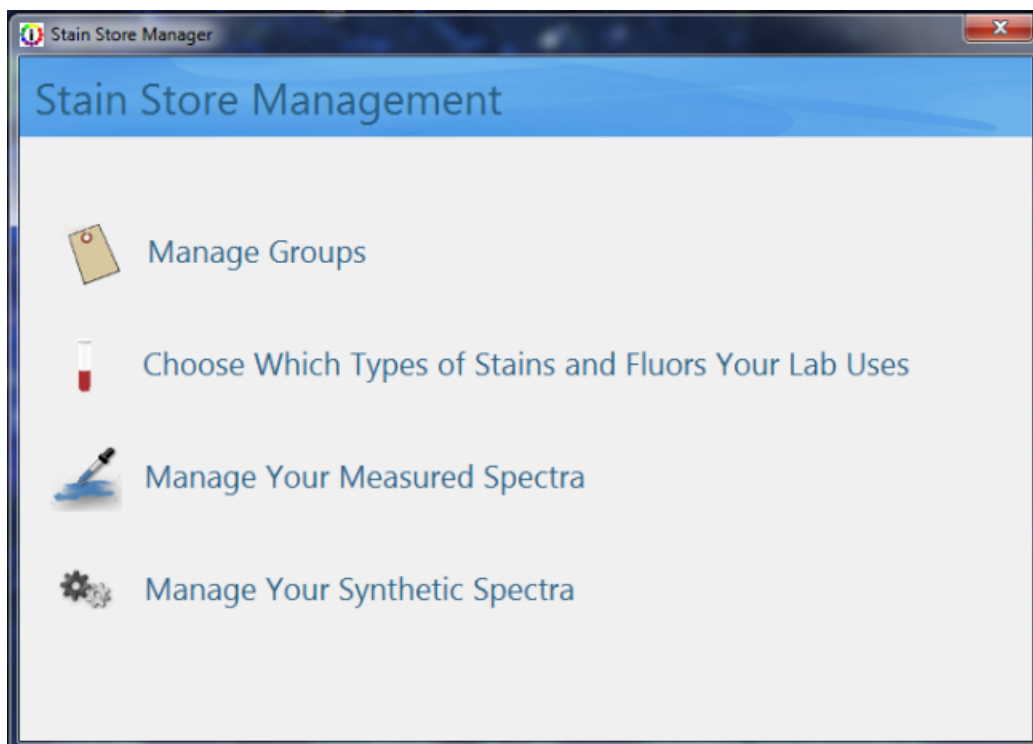 Stain Store Manager
Stain Store Management
Manage Groups
Choose Which Types of Stains and Fluors Your Lab Uses
Manage Your Measured Spectra
Manage Your Synthetic Spectra